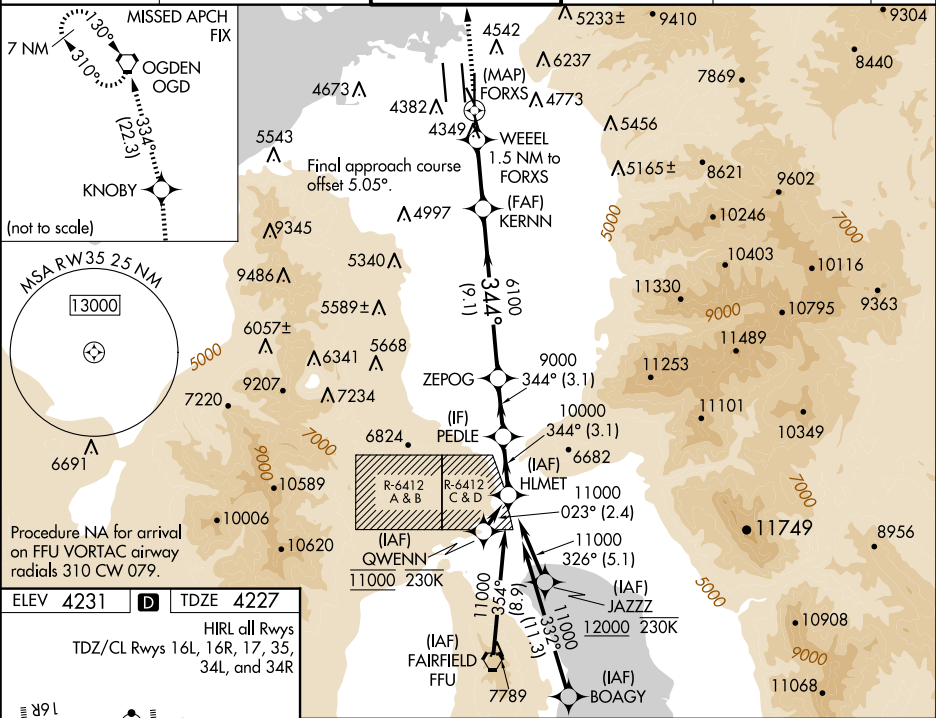 MISSED APCH
FIX
130°
7 NM
310°
OGDEN
OGD
334°
(22.3)
KNOBY
(not to scale)
4542
5233±
9410
9304
6237
8440
(MAP)
FORXS
7869
4673
4382
4773
4349
5456
5543
WEEEL
1.5 NM to
FORXS
Final approach course
offset 5.05°.
5165±
8621
9602
(FAF)
KERNN
4997
5000
10246
7000
9345
MSA RW35 25 NM
13000
9486
5340
6100
344°
(9.1)
10403
10116
11330
9363
5589±
9000
10795
6057±
11489
5000
6341
5668
9000
344° (3.1)
ZEPOG
11253
9207
7234
7220
10000
344° (3.1)
(IF)
PEDLE
11101
10349
7000
6824
6682
6691
9000
R-6412
A & B
R-6412
C & D
(IAF)
HLMET
11000
023° (2.4)
7000
10589
10006
11749
8956
Procedure NA for arrival
on FFU VORTAC airway
radials 310 CW 079.
10620
(IAF)
QWENN
11000 230K
11000
326° (5.1)
(IAF)
JAZZZ
12000 230K
5000
11000
354°
(8.6)
11000
332°
(11.3)
ELEV 4231
D
TDZE 4227
HIRL all Rwys
TDZ/CL Rwys 16L, 16R, 17, 35,
34L, and 34R
(IAF)
FAIRFIELD
FFU
7789
(IAF)
BOAGY
10908
9000
11068
16R